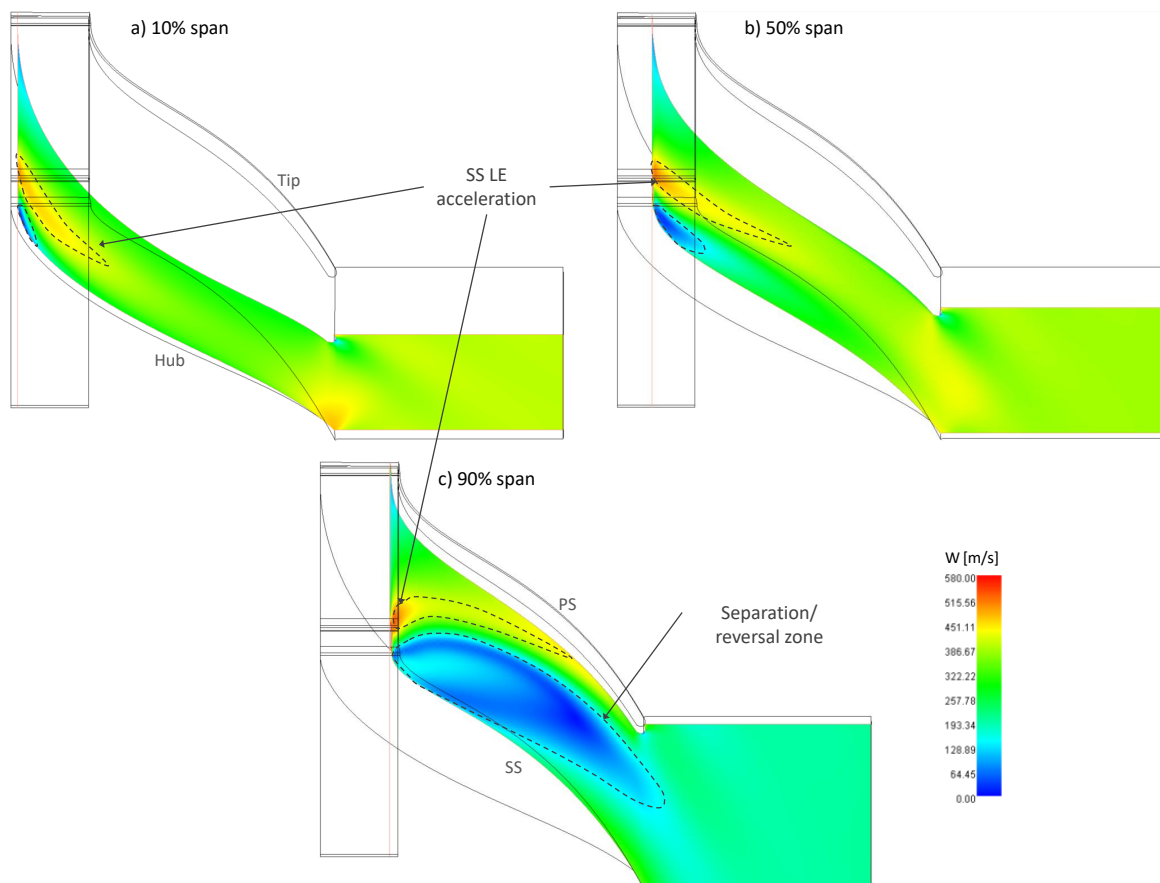 a) 10% span
b) 50% span
Tip
SS LE
acceleration
Hub
c) 90% span
PS
Separation/
reversal zone
SS
W [m/s]
580.00
515.56
451.11
386.67
322.22
257.78
193.34
128.89
64.45
0.00